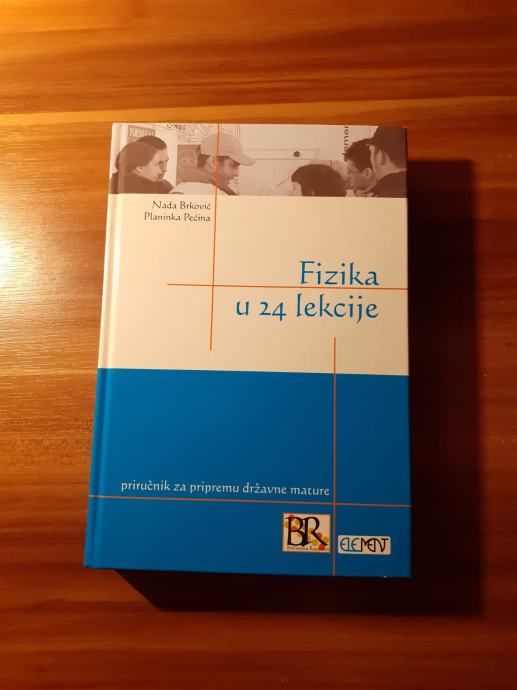 Nada Brković
Planinka Pećina
Fizika
u 24 lekcije
priručnik za pripremu državne mature
BR
ELEMENT